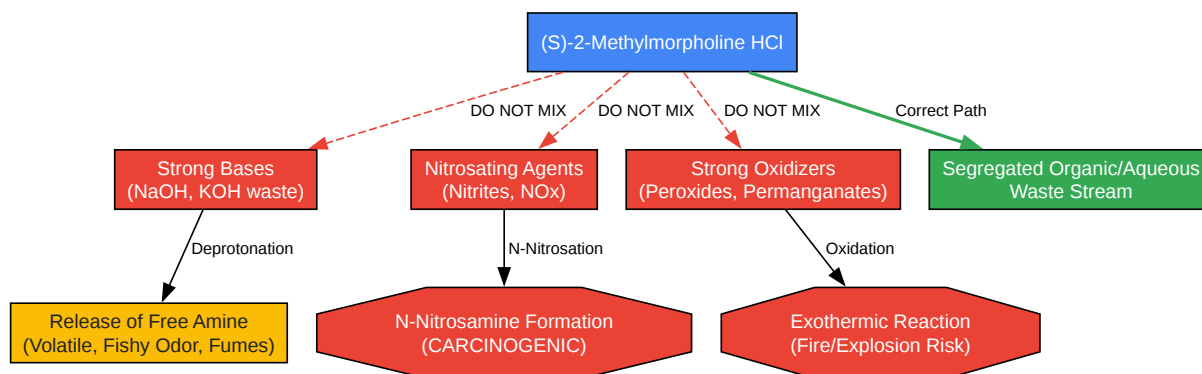 (S)-2-Methylmorpholine HCl
DO NOT MIX
DO NOT MIX
DO NOT MIX
Correct Path
Strong Bases
(NaOH, KOH waste)
Nitrosating Agents
(Nitrites, NOx)
Strong Oxidizers
(Peroxides, Permanganates)
Segregated Organic/Aqueous
Waste Stream
Deprotonation
N-Nitrosation
Oxidation
Release of Free Amine
(Volatile, Fishy Odor, Fumes)
N-Nitrosamine Formation
(CARCINOGENIC)
Exothermic Reaction
(Fire/Explosion Risk)